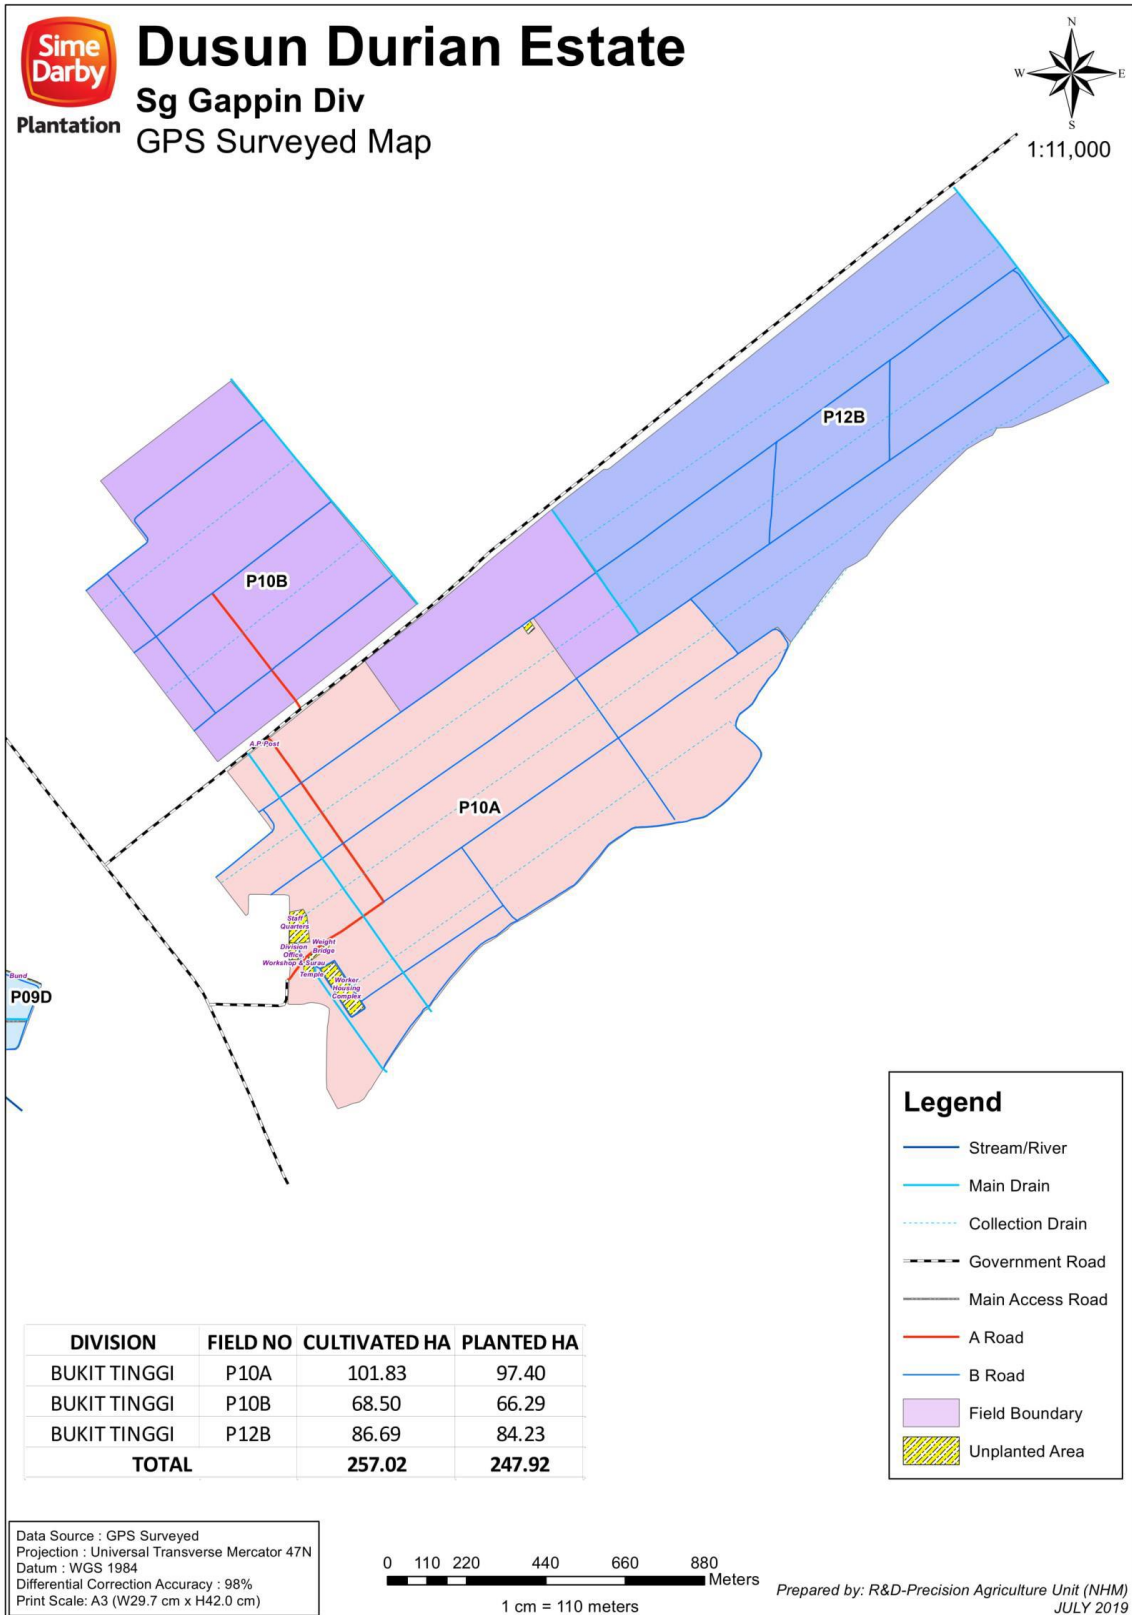 Sime
Darby
Plantation
Dusun Durian Estate
Sg Gappin Div
GPS Surveyed Map
N
W
E
S
1:11,000
P12B
P10B
A.P.Post
P10A
Staff
Quarters
Division
Office
Weight
Bridge
Workshop & Surau
Temple
Worker
Housing
Complex
Bund
P09D
Legend
Stream/River
Main Drain
Collection Drain
Government Road
Main Access Road
A Road
B Road
Field Boundary
Unplanted Area
DIVISION FIELD NO CULTIVATED HA PLANTED HA
BUKIT TINGGI P10A 101.83 97.40
BUKIT TINGGI P10B 68.50 66.29
BUKIT TINGGI P12B 86.69 84.23
TOTAL 257.02 247.92
Data Source : GPS Surveyed
Projection : Universal Transverse Mercator 47N
Datum : WGS 1984
Differential Correction Accuracy : 98%
Print Scale: A3 (W29.7 cm x H42.0 cm)
0 110 220 440 660 880
Meters
1 cm = 110 meters
Prepared by: R&D-Precision Agriculture Unit (NHM)
JULY 2019